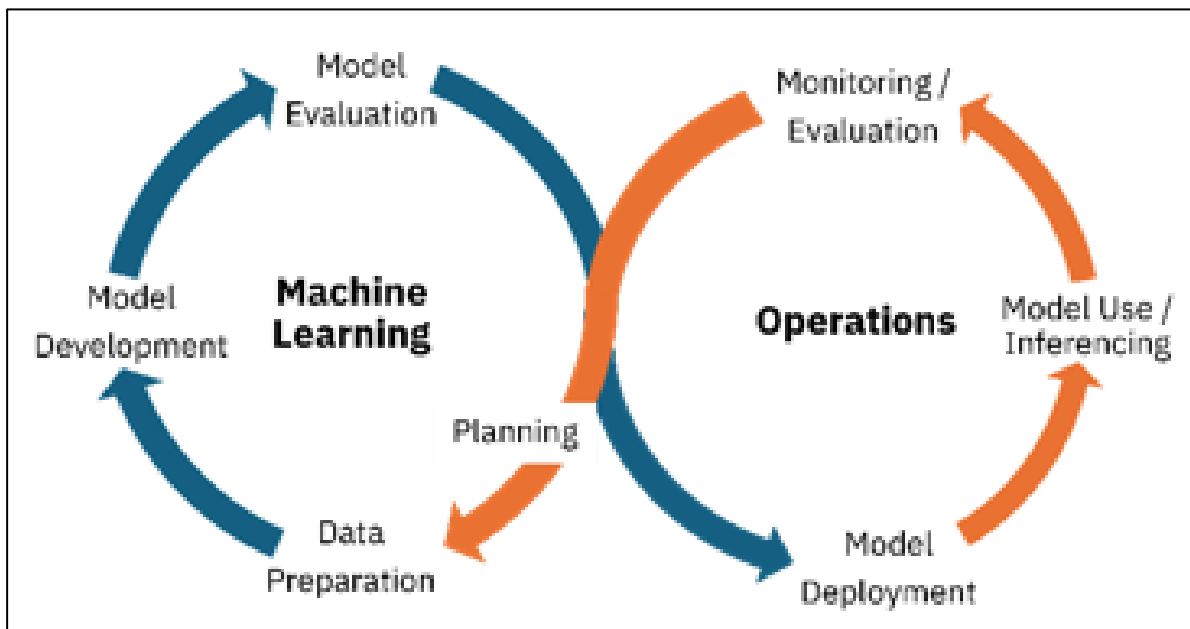 Model
Evaluation
Monitoring /
Evaluation
Machine
Learning
Model
Development
Operations
Model Use /
Inferencing
Planning
Data
Preparation
Model
Deployment